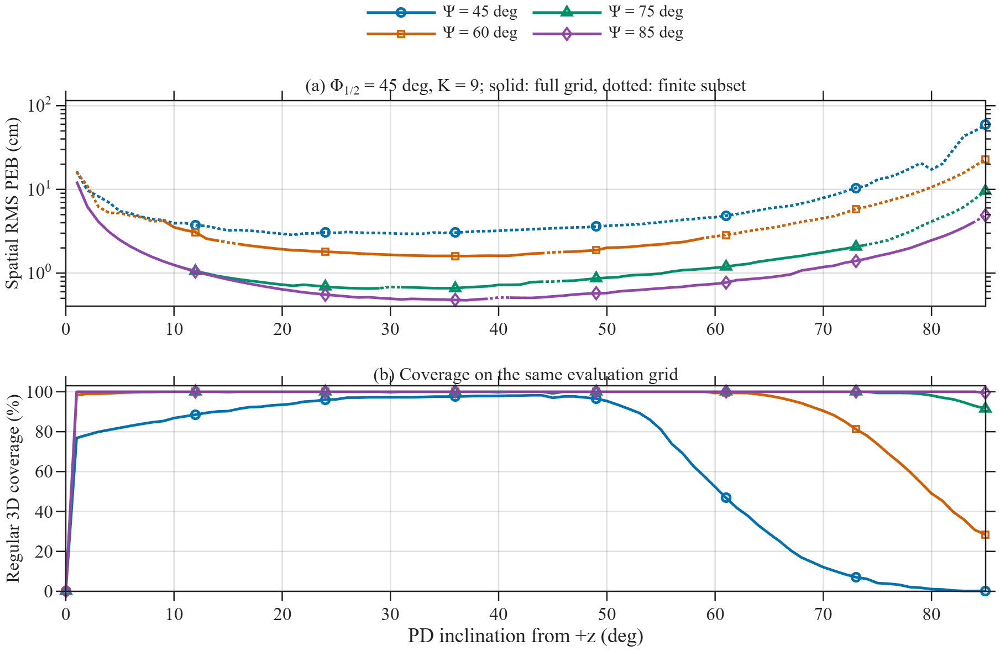 Ψ = 45 deg Ψ = 75 deg
Ψ = 60 deg Ψ = 85 deg
(a) Φ1/2 = 45 deg, K = 9; solid: full grid, dotted: finite subset
Spatial RMS PEB (cm)
10²
10¹
10⁰
0 10 20 30 40 50 60 70 80
(b) Coverage on the same evaluation grid
Regular 3D coverage (%)
100
80
60
40
20
0
0 10 20 30 40 50 60 70 80
PD inclination from +z (deg)